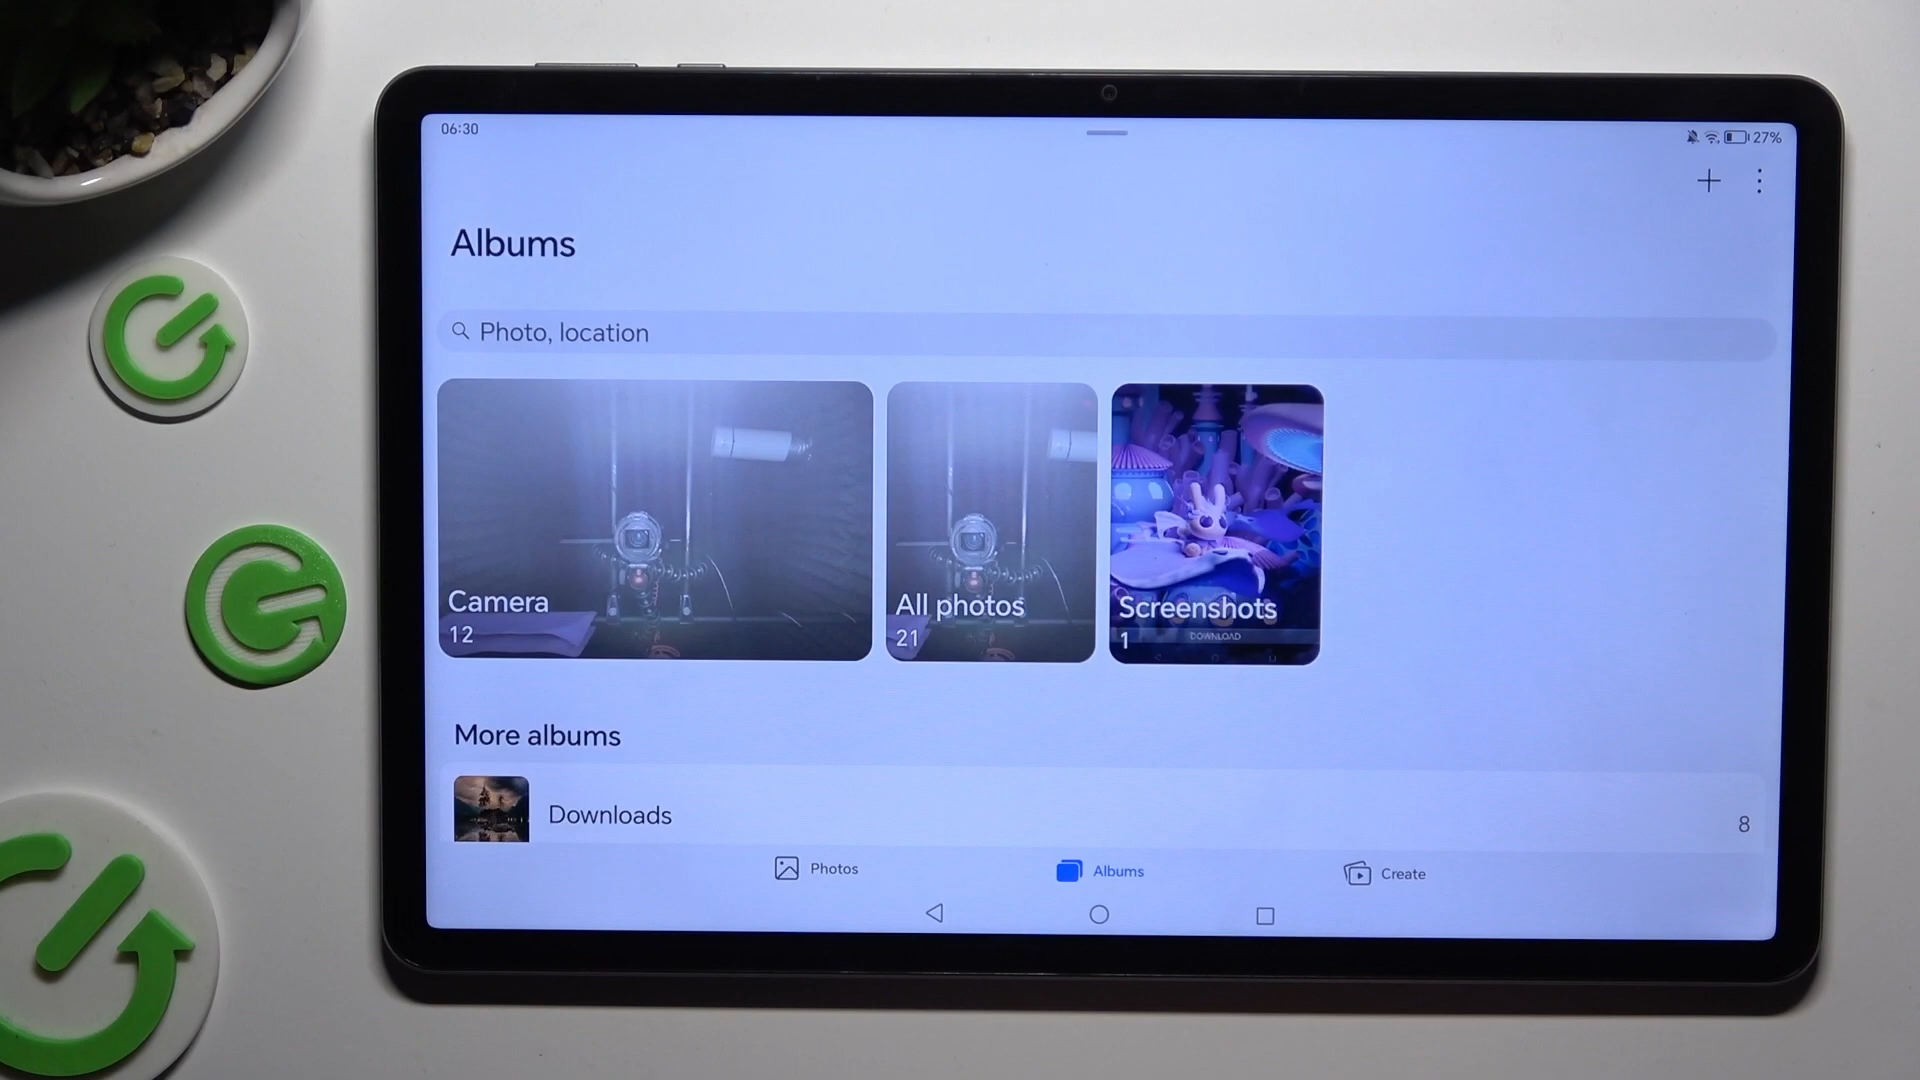 06:30
27%
Albums
Photo, location
Camera
12
All photos
21
Screenshots
1
DOWNLOAD
More albums
Downloads
8
Photos
Albums
Create